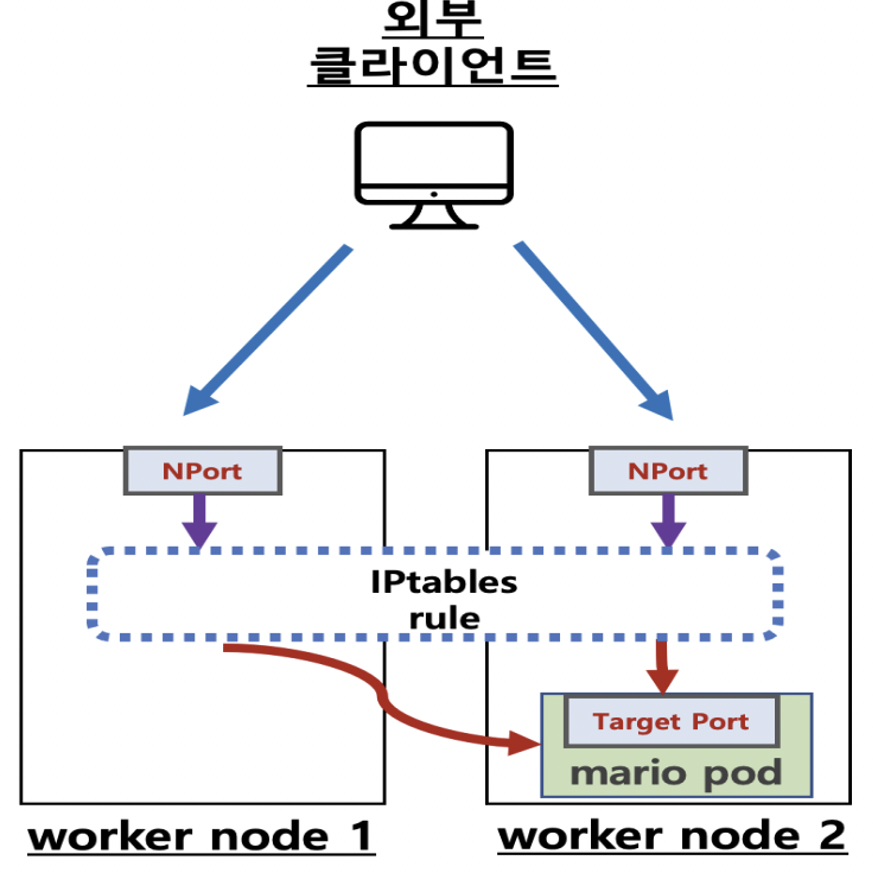 외부
클라이언트
NPort
NPort
IPtables
rule
Target Port
mario pod
worker node 1
worker node 2